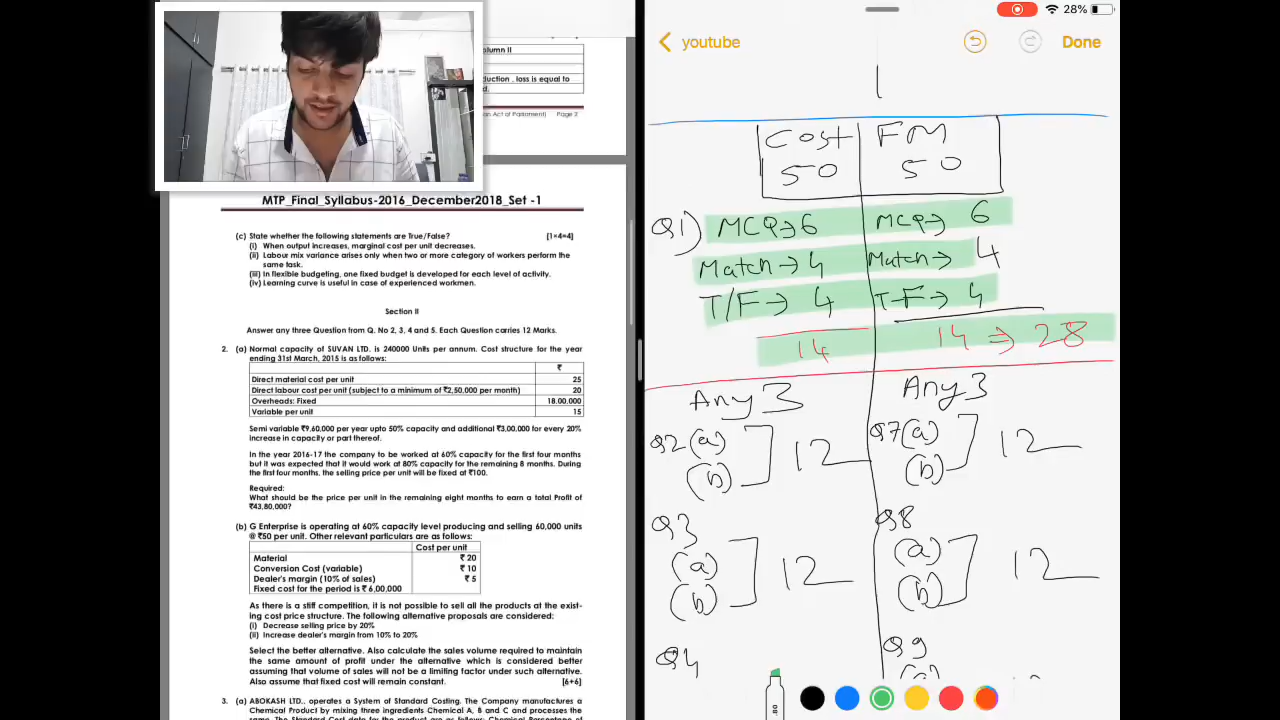 olumn II
duction , loss is equal to
d.
on Act of Parliament) Page 2
MTP_Final_Syllabus-2016_December2018_Set -1
(c) State whether the following statements are True/False? [1×4=4]
(i) When output increases, marginal cost per unit decreases.
(ii) Labour mix variance arises only when two or more category of workers perform the
same task.
(iii) In flexible budgeting, one fixed budget is developed for each level of activity.
(iv) Learning curve is useful in case of experienced workmen.
Section II
Answer any three Question from Q. No 2, 3, 4 and 5. Each Question carries 12 Marks.
2. (a) Normal capacity of SUVAN LTD. is 240000 Units per annum. Cost structure for the year
ending 31st March, 2015 is as follows:
₹
Direct material cost per unit 25
Direct labour cost per unit (subject to a minimum of ₹2,50,000 per month) 20
Overheads: Fixed 18,00,000
Variable per unit 15
Semi variable ₹9,60,000 per year upto 50% capacity and additional ₹3,00,000 for every 20%
increase in capacity or part thereof.
In the year 2016-17 the company to be worked at 60% capacity for the first four months
but it was expected that it would work at 80% capacity for the remaining 8 months. During
the first four months, the selling price per unit will be fixed at ₹100.
Required:
What should be the price per unit in the remaining eight months to earn a total Profit of
₹43,80,000?
(b) G Enterprise is operating at 60% capacity level producing and selling 60,000 units
@ ₹50 per unit. Other relevant particulars are as follows:
Cost per unit
Material ₹ 20
Conversion Cost (variable) ₹ 10
Dealer's margin (10% of sales) ₹ 5
Fixed cost for the period is ₹ 6,00,000
As there is a stiff competition, it is not possible to sell all the products at the exist-
ing cost price structure. The following alternative proposals are considered:
(i) Decrease selling price by 20%
(ii) Increase dealer's margin from 10% to 20%
Select the better alternative. Also calculate the sales volume required to maintain
the same amount of profit under the alternative which is considered better
assuming that volume of sales will not be a limiting factor under such alternative.
Also assume that fixed cost will remain constant. [6+6]
3. (a) ABOKASH LTD., operates a System of Standard Costing. The Company manufactures a
Chemical Product by mixing three ingredients Chemical A, B and C and processes the
28%
youtube Done
Cost FM
50 50
Q1) MCQ→6 MCQ→ 6
Match→4 Match→ 4
T/F→ 4 T-F→ 4
14 14 ⇒ 28
Any 3 Any 3
Q2 (a) 12 Q7(a) 12
(b) (b)
Q3 Q8
(a) 12 (a) 12
(b) (b)
Q4 Q9
.80